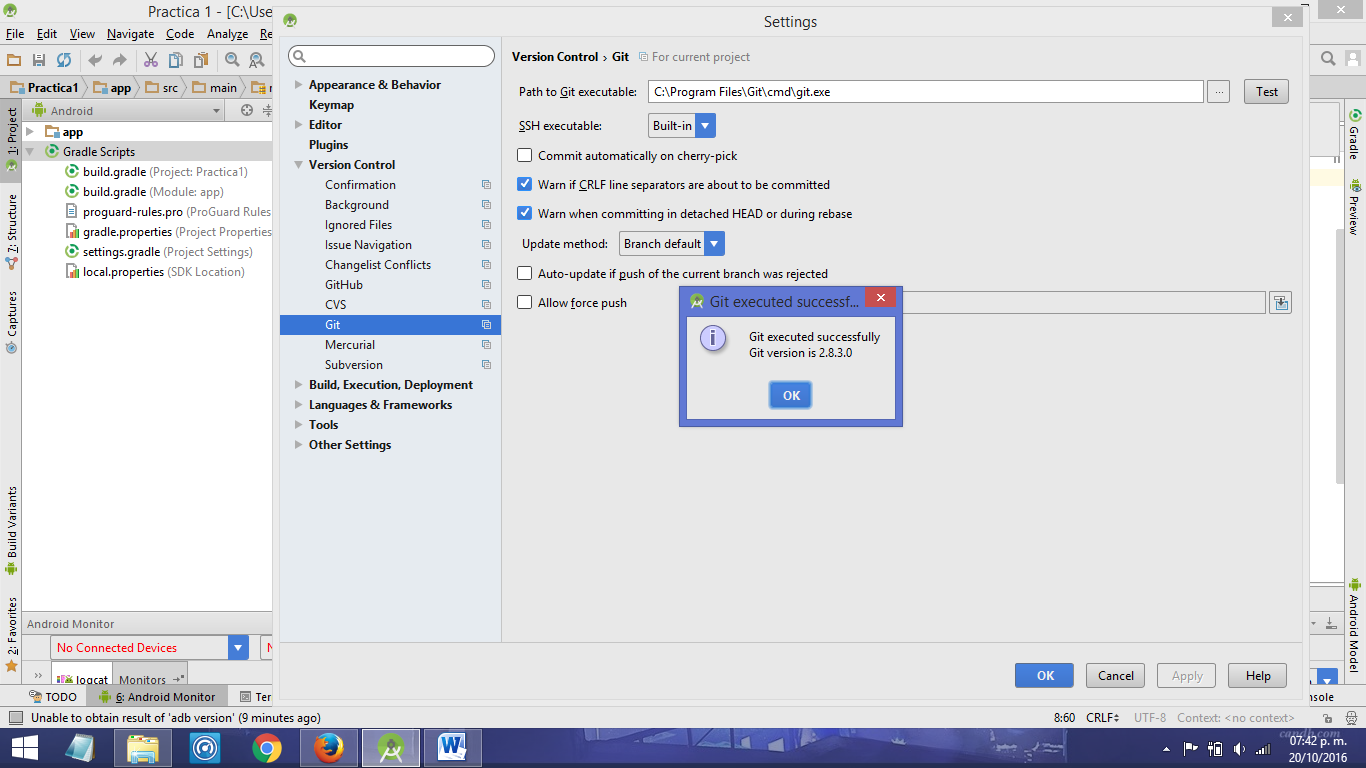 Practica 1 - [C:\Use
Settings
File Edit View Navigate Code Analyze Re
Practica1 app src main
Android
app
Gradle Scripts
build.gradle (Project: Practica1)
build.gradle (Module: app)
proguard-rules.pro (ProGuard Rules
gradle.properties (Project Properties
settings.gradle (Project Settings)
local.properties (SDK Location)
1: Project
7: Structure
Captures
Build Variants
2: Favorites
Appearance & Behavior
Keymap
Editor
Plugins
Version Control
Confirmation
Background
Ignored Files
Issue Navigation
Changelist Conflicts
GitHub
CVS
Git
Mercurial
Subversion
Build, Execution, Deployment
Languages & Frameworks
Tools
Other Settings
Version Control › Git For current project
Path to Git executable: C:\Program Files\Git\cmd\git.exe ... Test
SSH executable: Built-in
Commit automatically on cherry-pick
Warn if CRLF line separators are about to be committed
Warn when committing in detached HEAD or during rebase
Update method: Branch default
Auto-update if push of the current branch was rejected
Allow force push
Git executed successf...
Git executed successfully
Git version is 2.8.3.0
OK
OK Cancel Apply Help
Gradle
Preview
Android Model
Android Monitor
No Connected Devices
logcat Monitors
TODO 6: Android Monitor Ter
nsole
Unable to obtain result of 'adb version' (9 minutes ago)
8:60 CRLF UTF-8 Context: <no context>
candh.com
07:42 p. m.
20/10/2016